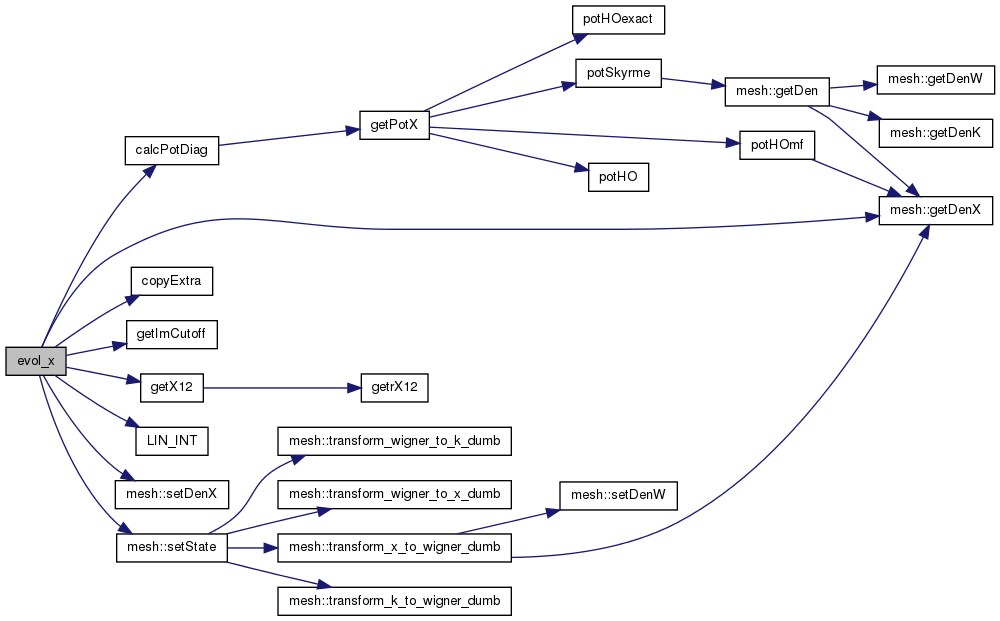 potHOexact
potSkyrme
mesh::getDenW
mesh::getDen
getPotX
mesh::getDenK
calcPotDiag
potHOmf
potHO
mesh::getDenX
copyExtra
getImCutoff
evol_x
getX12
getrX12
LIN_INT
mesh::transform_wigner_to_k_dumb
mesh::setDenX
mesh::transform_wigner_to_x_dumb
mesh::setDenW
mesh::setState
mesh::transform_x_to_wigner_dumb
mesh::transform_k_to_wigner_dumb